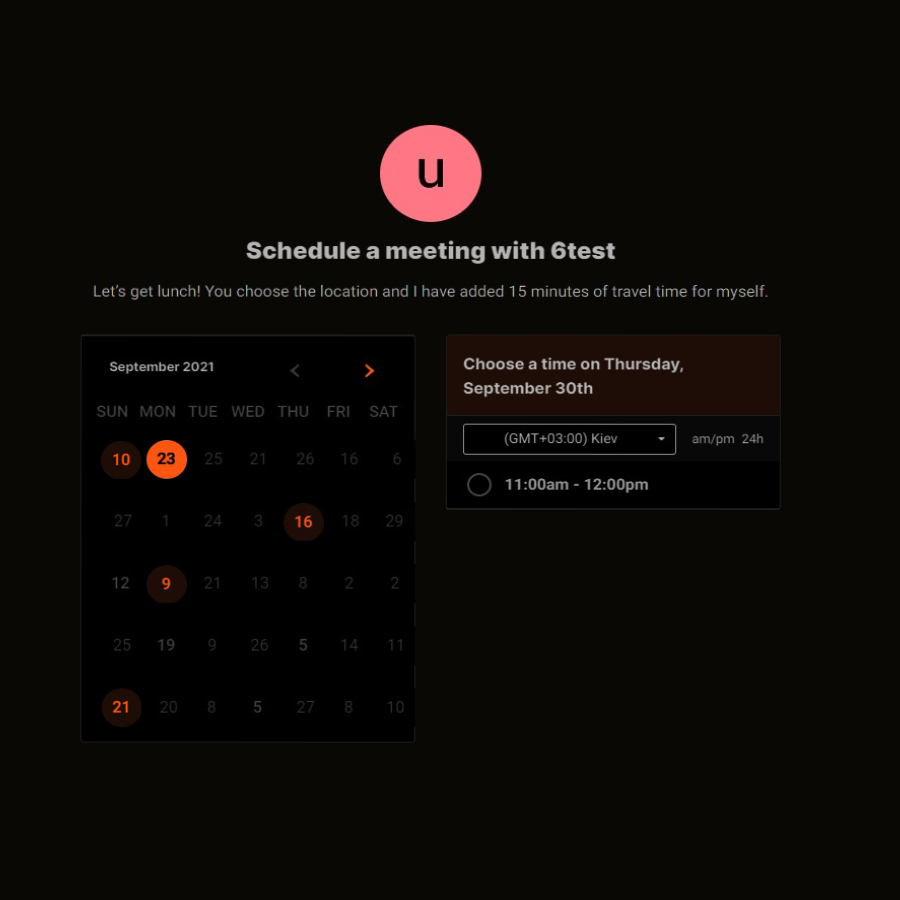 u
Schedule a meeting with 6test
Let's get lunch! You choose the location and I have added 15 minutes of travel time for myself.
September 2021
SUN MON TUE WED THU FRI SAT
10 23 25 21 26 16 6
27 1 24 3 16 18 29
12 9 21 13 8 2 2
25 19 9 26 5 14 11
21 20 8 5 27 8 10
Choose a time on Thursday,
September 30th
(GMT+03:00) Kiev am/pm 24h
11:00am - 12:00pm